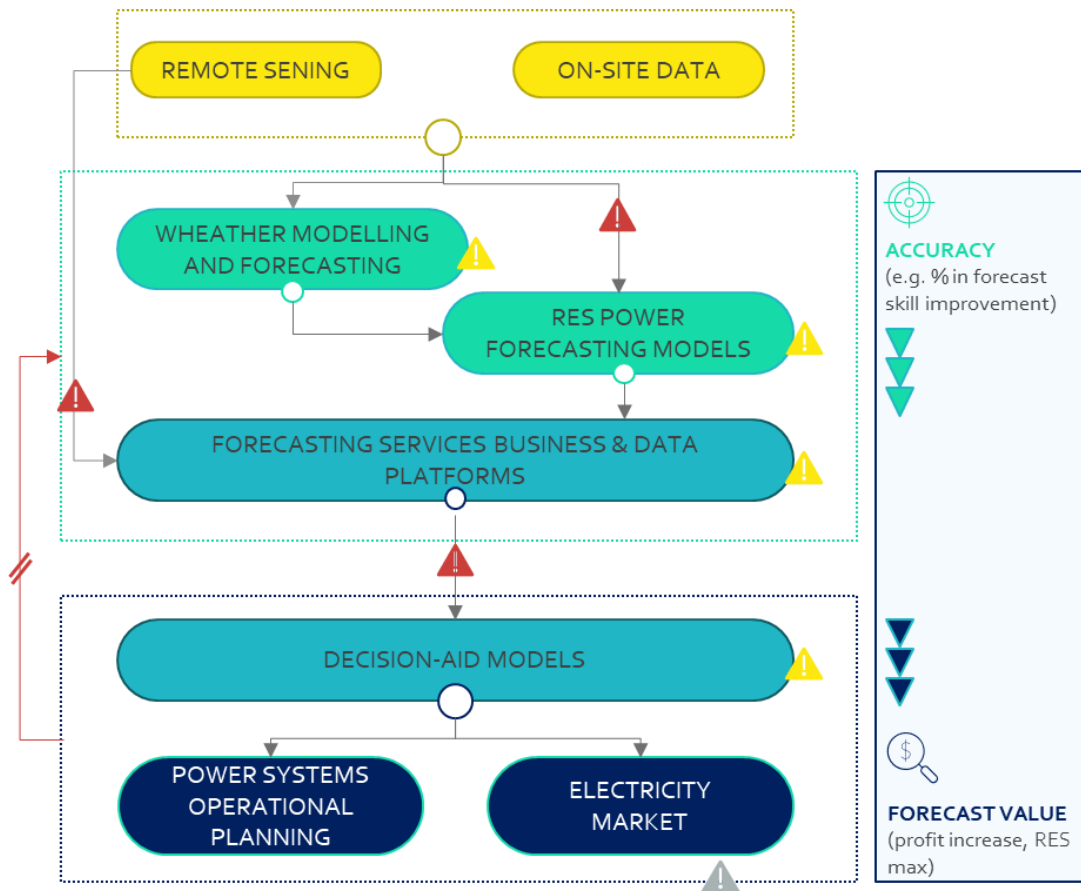 REMOTE SENING
ON-SITE DATA
WHEATHER MODELLING
AND FORECASTING
RES POWER
FORECASTING MODELS
FORECASTING SERVICES BUSINESS & DATA
PLATFORMS
DECISION-AID MODELS
POWER SYSTEMS
OPERATIONAL
PLANNING
ELECTRICITY
MARKET
ACCURACY
(e.g. % in forecast
skill improvement)
$
FORECAST VALUE
(profit increase, RES
max)